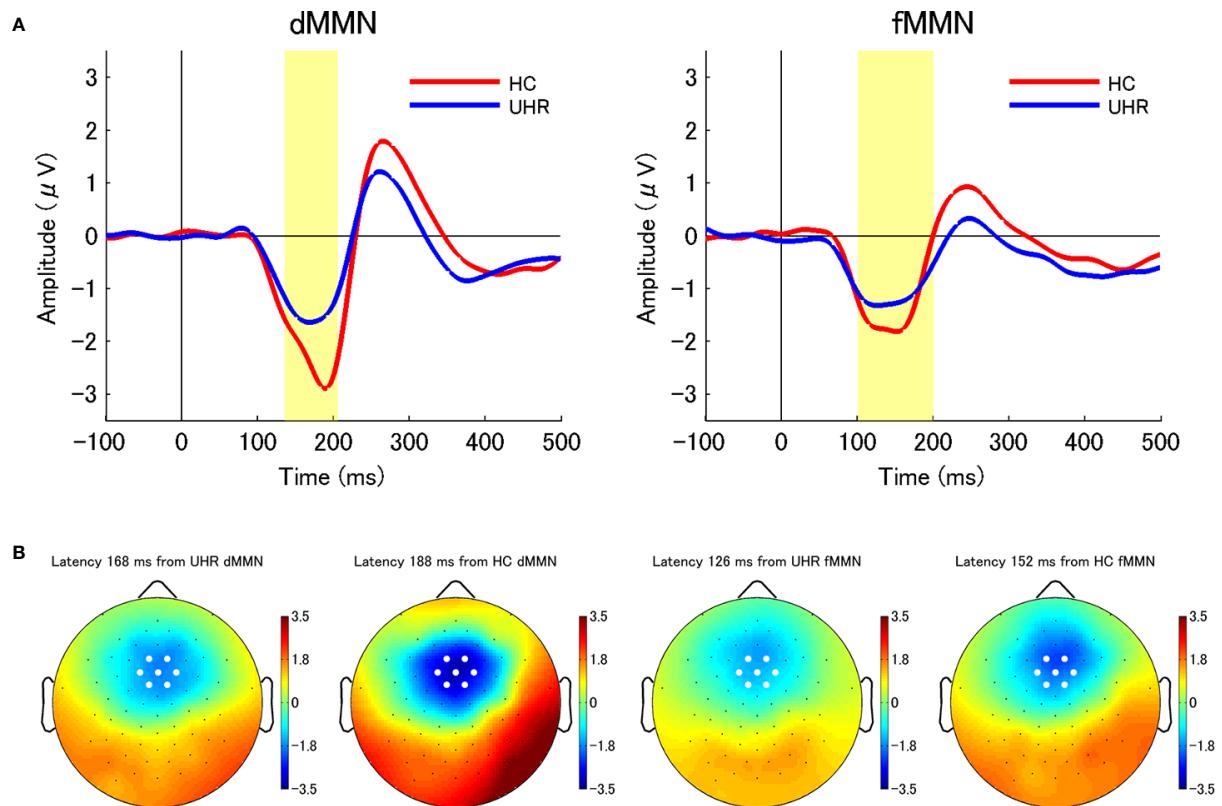 A
dMMN
fMMN
3
2
1
0
−1
−2
−3
Amplitude ( μ V)
HC
UHR
−100 0 100 200 300 400 500
Time (ms)
3
2
1
0
−1
−2
−3
Amplitude ( μ V)
HC
UHR
−100 0 100 200 300 400 500
Time (ms)
B
Latency 168 ms from UHR dMMN
3.5
1.8
0
−1.8
−3.5
Latency 188 ms from HC dMMN
3.5
1.8
0
−1.8
−3.5
Latency 126 ms from UHR fMMN
3.5
1.8
0
−1.8
−3.5
Latency 152 ms from HC fMMN
3.5
1.8
0
−1.8
−3.5